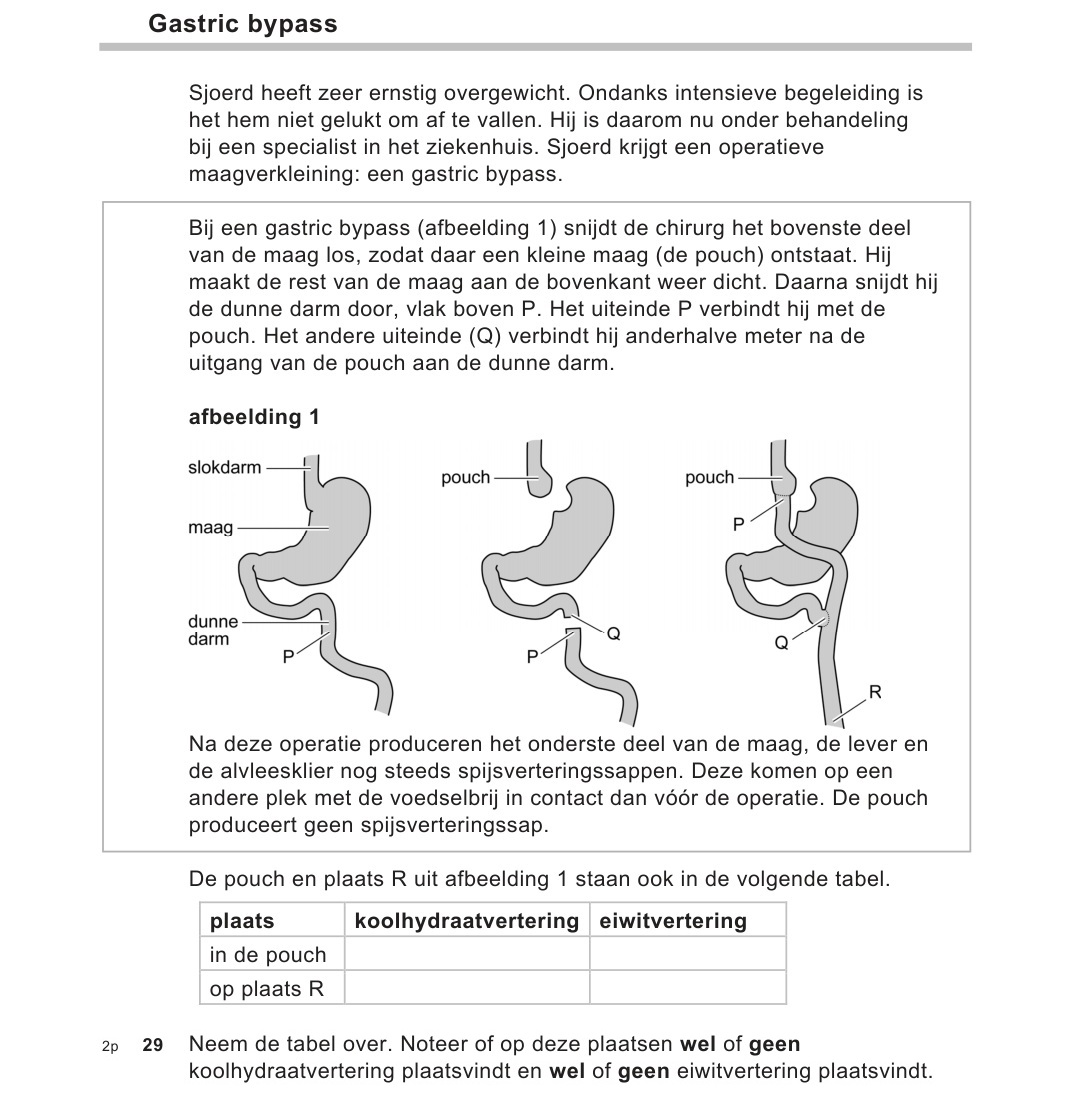 Gastric bypass
Sjoerd heeft zeer ernstig overgewicht. Ondanks intensieve begeleiding is
het hem niet gelukt om af te vallen. Hij is daarom nu onder behandeling
bij een specialist in het ziekenhuis. Sjoerd krijgt een operatieve
maagverkleining: een gastric bypass.
Bij een gastric bypass (afbeelding 1) snijdt de chirurg het bovenste deel
van de maag los, zodat daar een kleine maag (de pouch) ontstaat. Hij
maakt de rest van de maag aan de bovenkant weer dicht. Daarna snijdt hij
de dunne darm door, vlak boven P. Het uiteinde P verbindt hij met de
pouch. Het andere uiteinde (Q) verbindt hij anderhalve meter na de
uitgang van de pouch aan de dunne darm.
afbeelding 1
slokdarm
maag
dunne
darm
P
pouch
Q
P
pouch
P
Q
R
Na deze operatie produceren het onderste deel van de maag, de lever en
de alvleesklier nog steeds spijsverteringssappen. Deze komen op een
andere plek met de voedselbrij in contact dan vóór de operatie. De pouch
produceert geen spijsverteringssap.
De pouch en plaats R uit afbeelding 1 staan ook in de volgende tabel.
plaats koolhydraatvertering eiwitvertering
in de pouch
op plaats R
2p 29 Neem de tabel over. Noteer of op deze plaatsen wel of geen
koolhydraatvertering plaatsvindt en wel of geen eiwitvertering plaatsvindt.